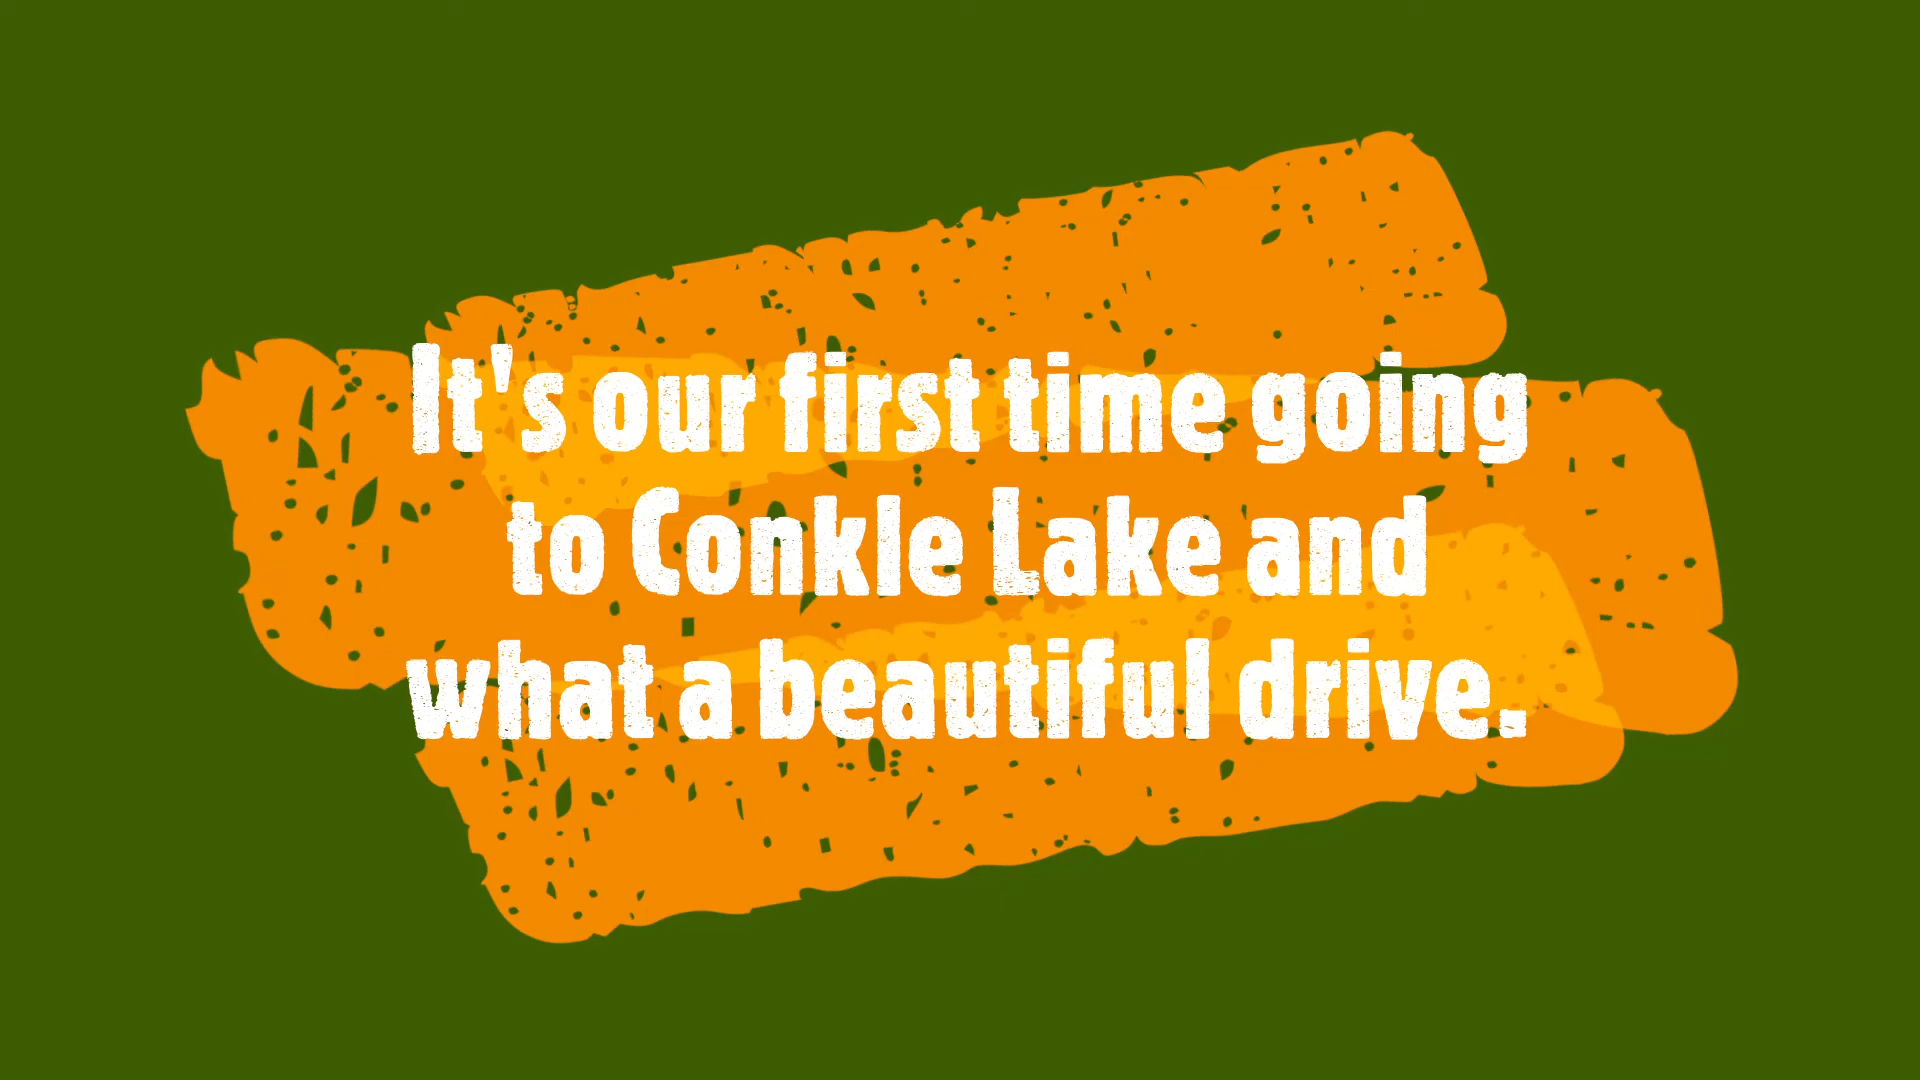 It's our first time going
to Conkle Lake and
what a beautiful drive.